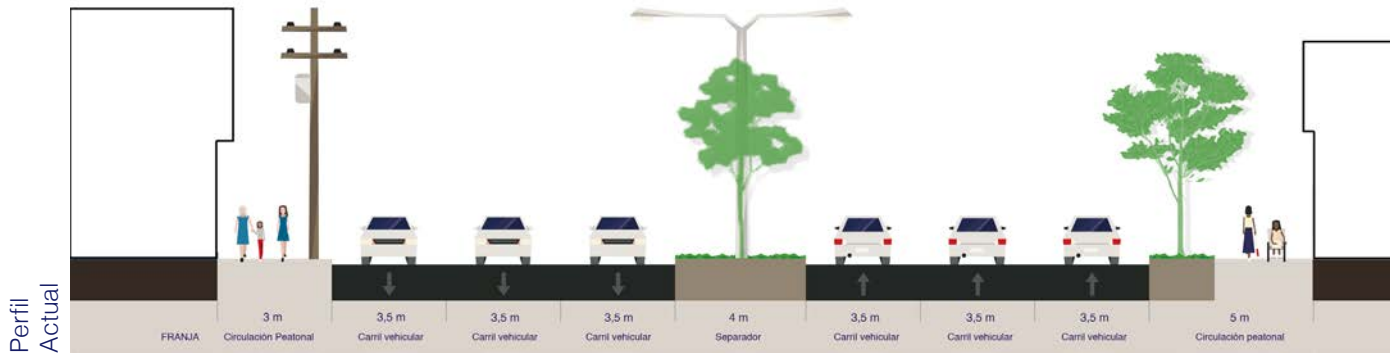 Perfil
Actual
3 m 3,5 m 3,5 m 3,5 m 4 m 3,5 m 3,5 m 3,5 m 5 m
FRANJA Circulación Peatonal Carril vehicular Carril vehicular Carril vehicular Separador Carril vehicular Carril vehicular Carril vehicular Circulación peatonal